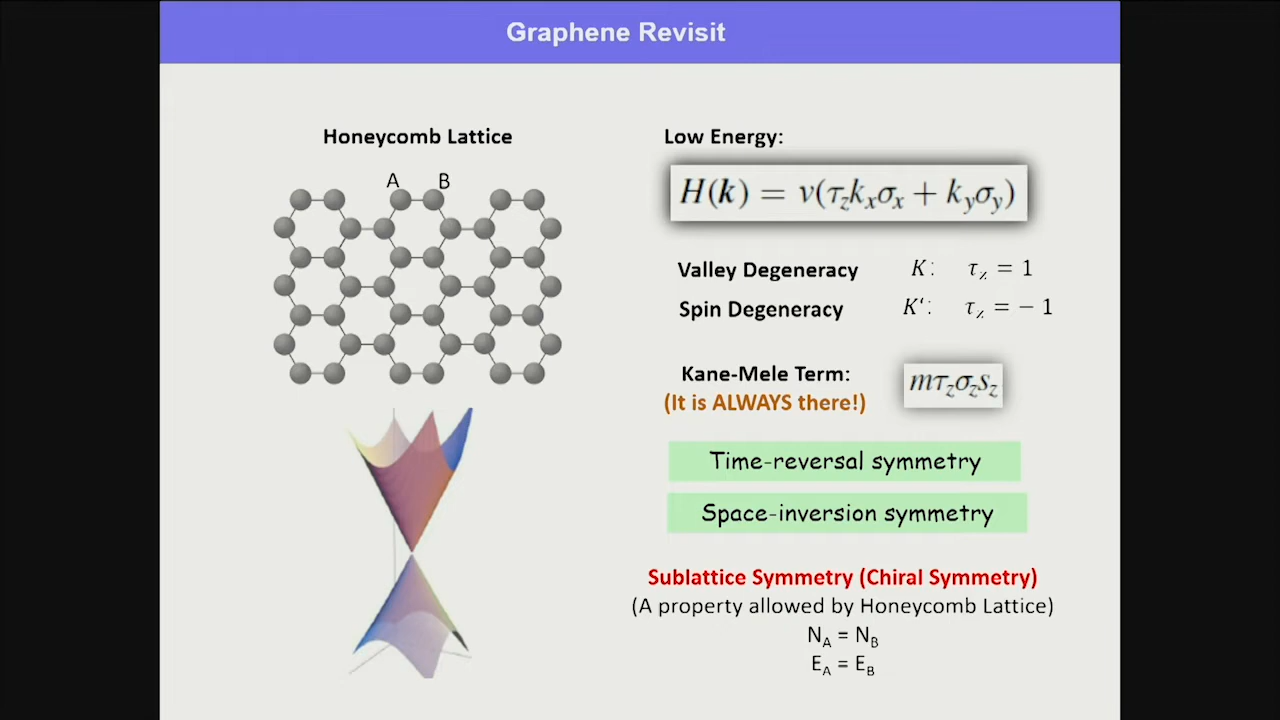 Graphene Revisit
Honeycomb Lattice
A B
Low Energy:
H(k) = v(τzkxσx + kyσy)
Valley Degeneracy K: τz = 1
Spin Degeneracy K‘: τz = − 1
Kane-Mele Term: mτzσzsz
(It is ALWAYS there!)
Time-reversal symmetry
Space-inversion symmetry
Sublattice Symmetry (Chiral Symmetry)
(A property allowed by Honeycomb Lattice)
NA = NB
EA = EB